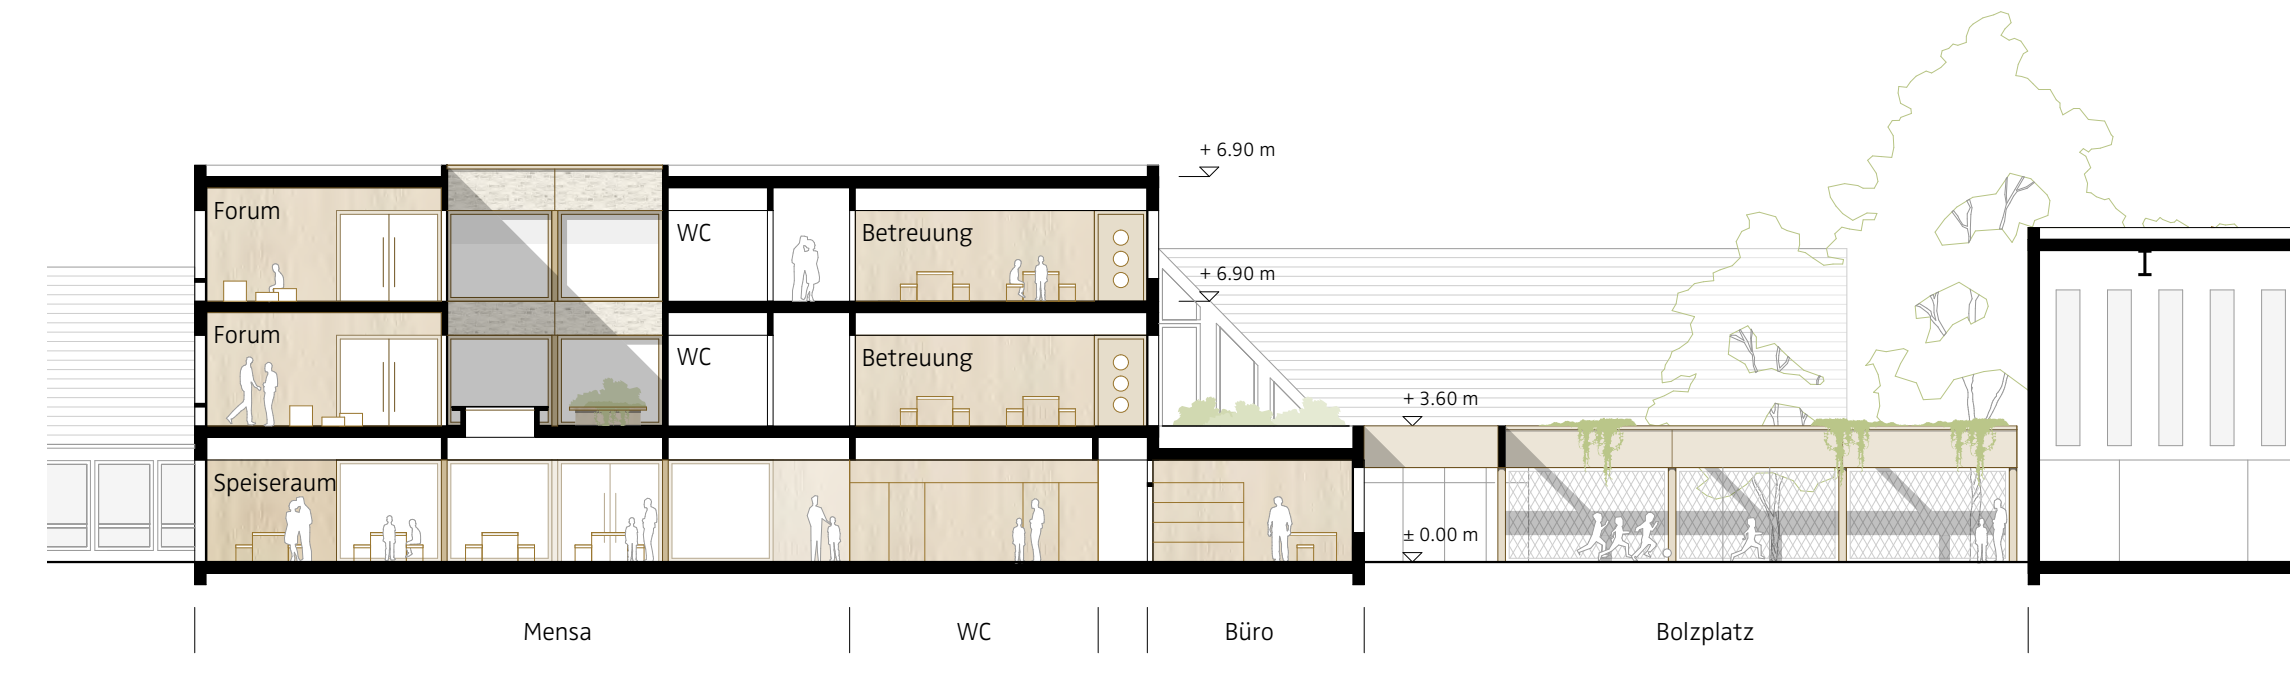 + 6.90 m
Forum
WC
Betreuung
+ 6.90 m
Forum
WC
Betreuung
+ 3.60 m
Speiseraum
± 0.00 m
Mensa
WC
Büro
Bolzplatz